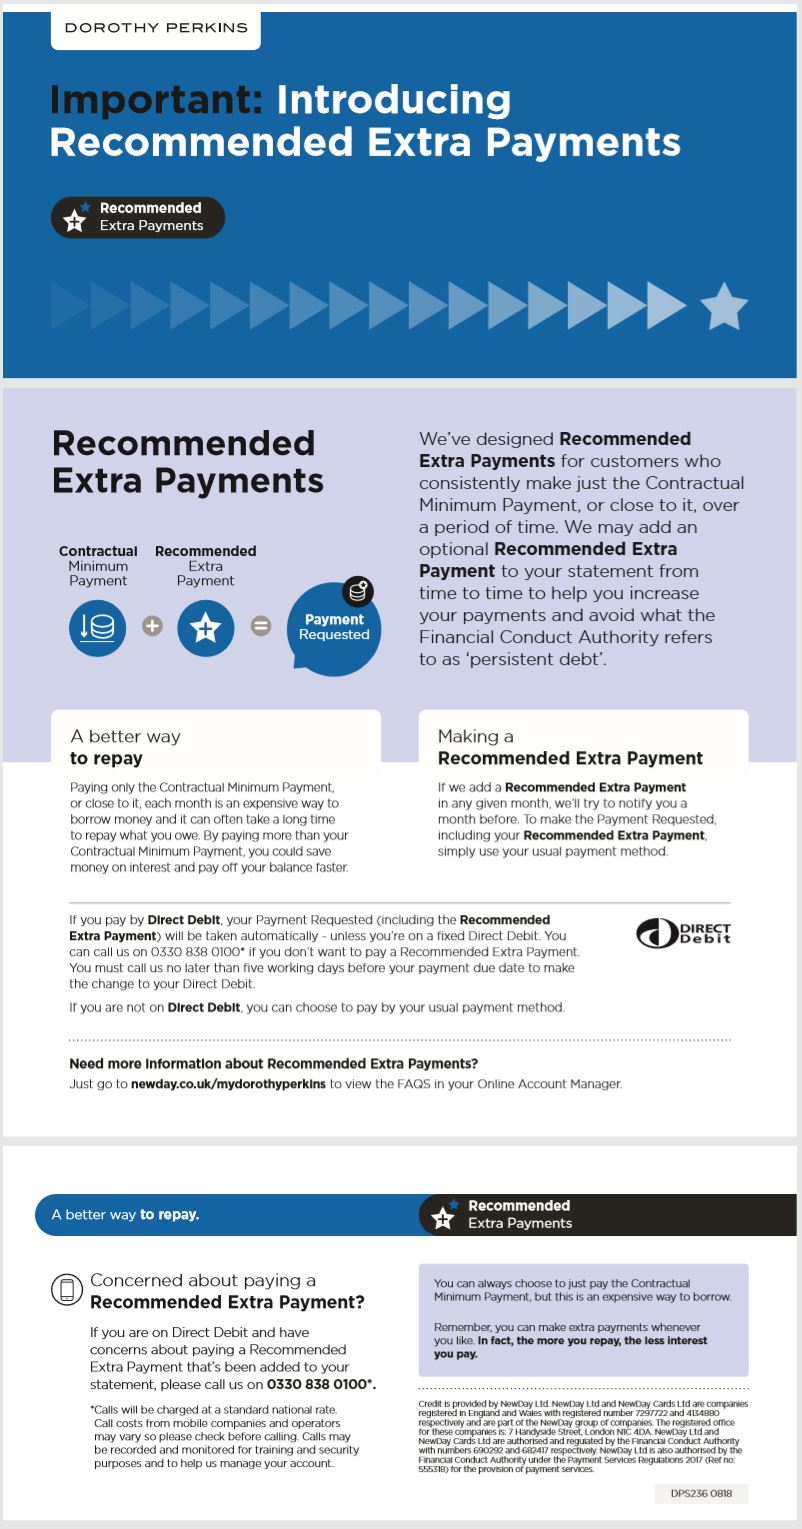 DOROTHY PERKINS
Important: Introducing
Recommended Extra Payments
Recommended
Extra Payments
Recommended
Extra Payments
Contractual
Minimum
Payment
Recommended
Extra
Payment
Payment
Requested
We've designed Recommended
Extra Payments for customers who
consistently make just the Contractual
Minimum Payment, or close to it, over
a period of time. We may add an
optional Recommended Extra
Payment to your statement from
time to time to help you increase
your payments and avoid what the
Financial Conduct Authority refers
to as 'persistent debt'.
A better way
to repay
Paying only the Contractual Minimum Payment,
or close to it, each month is an expensive way to
borrow money and it can often take a long time
to repay what you owe. By paying more than your
Contractual Minimum Payment, you could save
money on interest and pay off your balance faster.
Making a
Recommended Extra Payment
If we add a Recommended Extra Payment
in any given month, we'll try to notify you a
month before. To make the Payment Requested,
including your Recommended Extra Payment,
simply use your usual payment method.
If you pay by Direct Debit, your Payment Requested (including the Recommended
Extra Payment) will be taken automatically - unless you're on a fixed Direct Debit. You
can call us on 0330 838 0100* if you don't want to pay a Recommended Extra Payment.
You must call us no later than five working days before your payment due date to make
the change to your Direct Debit.
DIRECT
Debit
If you are not on Direct Debit, you can choose to pay by your usual payment method.
Need more information about Recommended Extra Payments?
Just go to newday.co.uk/mydorothyperkins to view the FAQS in your Online Account Manager.
A better way to repay.
Recommended
Extra Payments
Concerned about paying a
Recommended Extra Payment?
If you are on Direct Debit and have
concerns about paying a Recommended
Extra Payment that's been added to your
statement, please call us on 0330 838 0100*.
*Calls will be charged at a standard national rate.
Call costs from mobile companies and operators
may vary so please check before calling. Calls may
be recorded and monitored for training and security
purposes and to help us manage your account.
You can always choose to just pay the Contractual
Minimum Payment, but this is an expensive way to borrow.
Remember, you can make extra payments whenever
you like. In fact, the more you repay, the less interest
you pay.
Credit is provided by NewDay Ltd. NewDay Ltd and NewDay Cards Ltd are companies
registered in England and Wales with registered number 7297722 and 4134880
respectively and are part of the NewDay group of companies. The registered office
for these companies is: 7 Handyside Street, London N1C 4DA. NewDay Ltd and
NewDay Cards Ltd are authorised and regulated by the Financial Conduct Authority
with numbers 690292 and 682417 respectively. NewDay Ltd is also authorised by the
Financial Conduct Authority under the Payment Services Regulations 2017 (Ref no:
555318) for the provision of payment services.
DPS236 0818